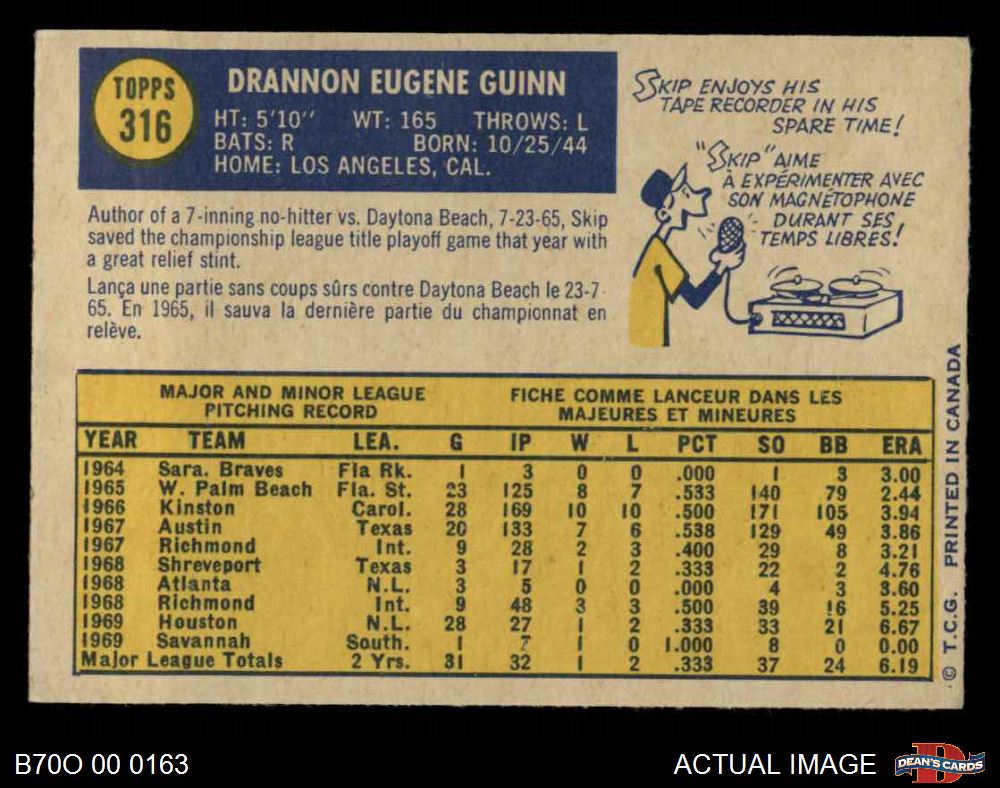 TOPPS
316
DRANNON EUGENE GUINN
HT: 5'10" WT: 165 THROWS: L
BATS: R BORN: 10/25/44
HOME: LOS ANGELES, CAL.
SKIP ENJOYS HIS
TAPE RECORDER IN HIS
SPARE TIME!
"SKIP" AIME
À EXPÉRIMENTER AVEC
SON MAGNÉTOPHONE
DURANT SES
TEMPS LIBRES!
Author of a 7-inning no-hitter vs. Daytona Beach, 7-23-65, Skip
saved the championship league title playoff game that year with
a great relief stint.
Lança une partie sans coups sûrs contre Daytona Beach le 23-7-
65. En 1965, il sauva la dernière partie du championnat en
relève.
MAJOR AND MINOR LEAGUE
PITCHING RECORD
FICHE COMME LANCEUR DANS LES
MAJEURES ET MINEURES
YEAR TEAM LEA. G IP W L PCT SO BB ERA
1964 Sara. Braves Fla Rk. 1 3 0 0 .000 1 3 3.00
1965 W. Palm Beach Fla. St. 23 125 8 7 .533 140 79 2.44
1966 Kinston Carol. 28 169 10 10 .500 171 105 3.94
1967 Austin Texas 20 133 7 6 .538 129 49 3.86
1967 Richmond Int. 9 28 2 3 .400 29 8 3.21
1968 Shreveport Texas 3 17 1 2 .333 22 2 4.76
1968 Atlanta N.L. 3 5 0 0 .000 4 3 3.60
1968 Richmond Int. 9 48 3 3 .500 39 16 5.25
1969 Houston N.L. 28 27 1 2 .333 33 21 6.67
1969 Savannah South. 1 7 1 0 1.000 8 0 0.00
Major League Totals 2 Yrs. 31 32 1 2 .333 37 24 6.19
© T.C.G. PRINTED IN CANADA
B70O 00 0163
ACTUAL IMAGE
DEAN'S CARDS